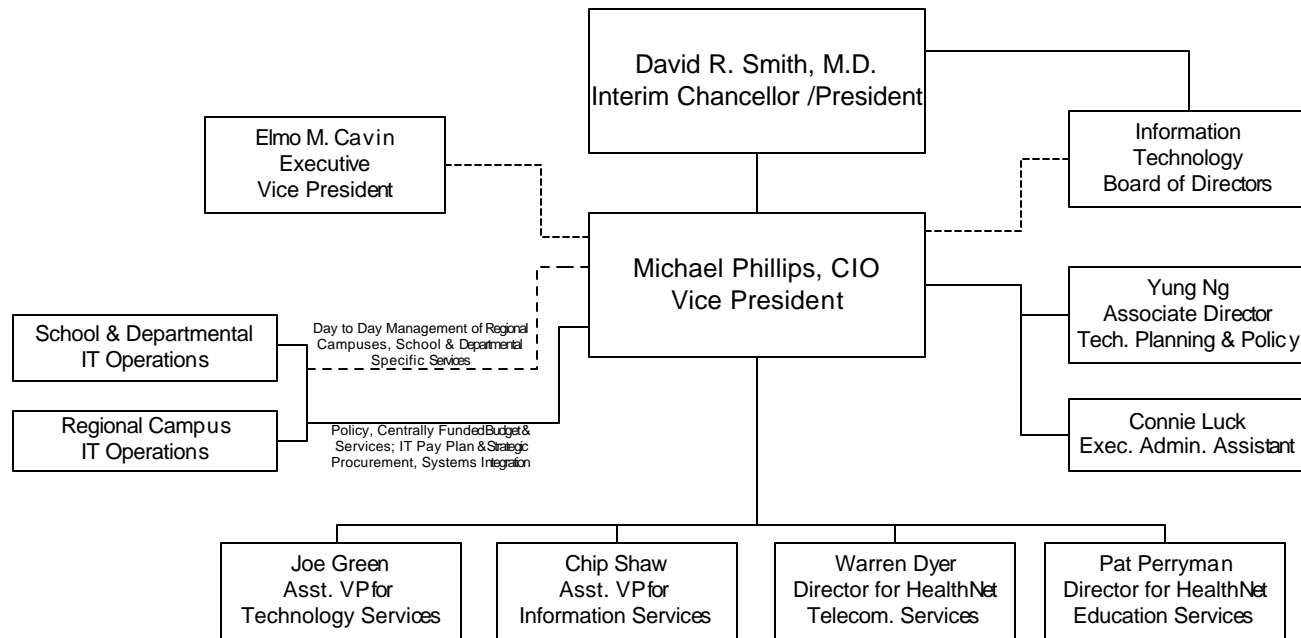 David R. Smith, M.D.
Interim Chancellor /President
Elmo M. Cavin
Executive
Vice President
Information
Technology
Board of Directors
Michael Phillips, CIO
Vice President
Yung Ng
Associate Director
Tech. Planning & Policy
School & Departmental
IT Operations
Day to Day Management of Regional
Campuses, School & Departmental
Specific Services
Regional Campus
IT Operations
Policy, Centrally Funded Budget &
Services; IT Pay Plan & Strategic
Procurement, Systems Integration
Connie Luck
Exec. Admin. Assistant
Joe Green
Asst. VP for
Technology Services
Chip Shaw
Asst. VP for
Information Services
Warren Dyer
Director for HealthNet
Telecom. Services
Pat Perryman
Director for HealthNet
Education Services